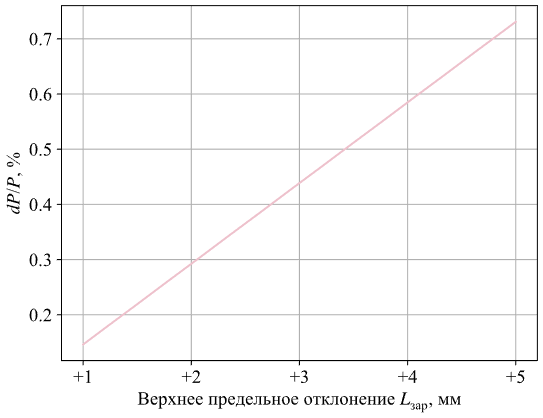 0.7
0.6
0.5
0.4
0.3
0.2
dP/P, %
+1 +2 +3 +4 +5
Верхнее предельное отклонение Lзар, мм